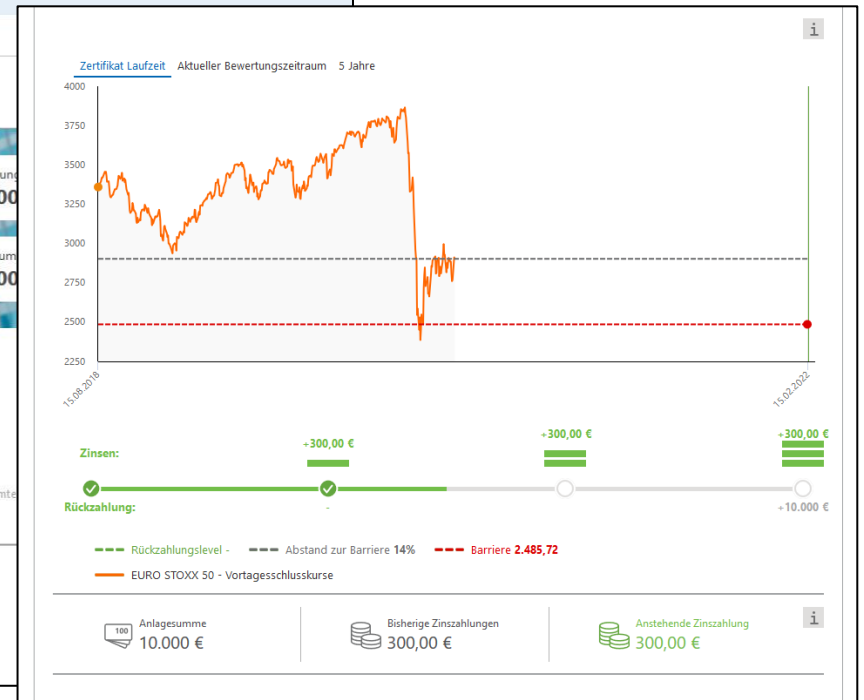 i
Zertifikat Laufzeit Aktueller Bewertungszeitraum 5 Jahre
4000
3750
3500
3250
3000
2750
2500
2250
15.08.2018 15.02.2022
+300,00 € +300,00 € +300,00 €
Zinsen:
Rückzahlung: - +10.000 €
Rückzahlungslevel - Abstand zur Barriere 14% Barriere 2.485,72
EURO STOXX 50 - Vortagesschlusskurse
Anlagesumme Bisherige Zinszahlungen Anstehende Zinszahlung i
100
10.000 € 300,00 € 300,00 €